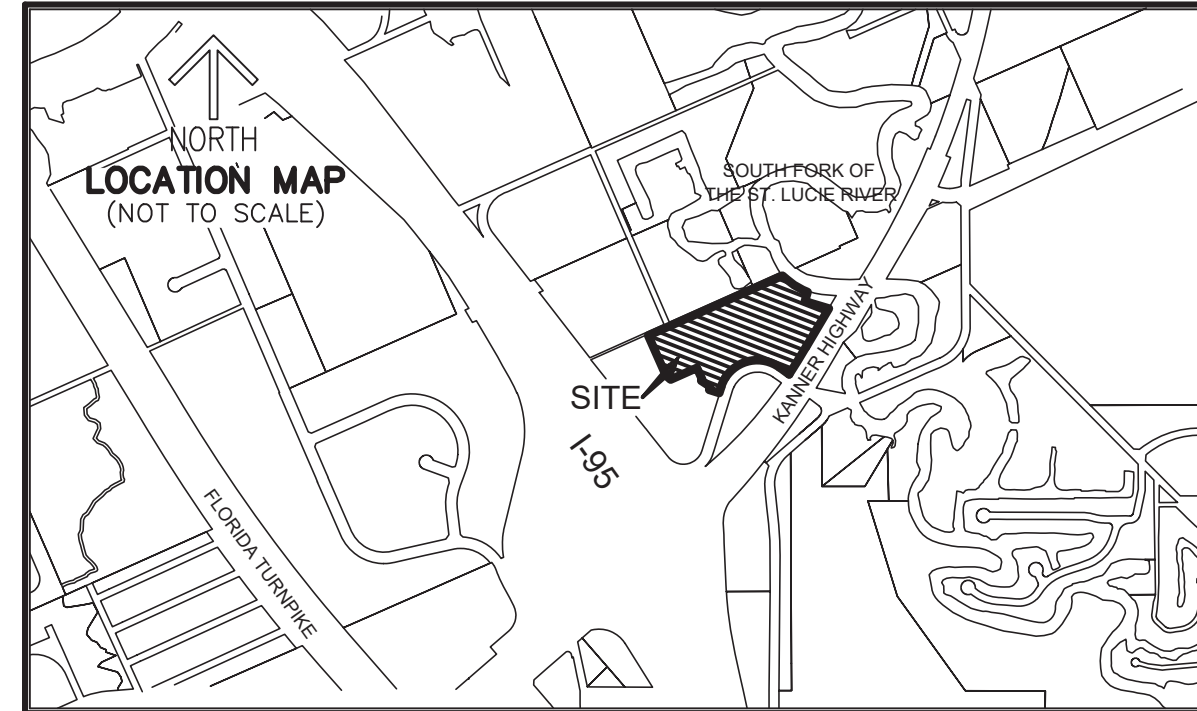 NORTH
LOCATION MAP
(NOT TO SCALE)
SOUTH FORK OF
THE ST. LUCIE RIVER
KANNER HIGHWAY
SITE
I-95
FLORIDA TURNPIKE